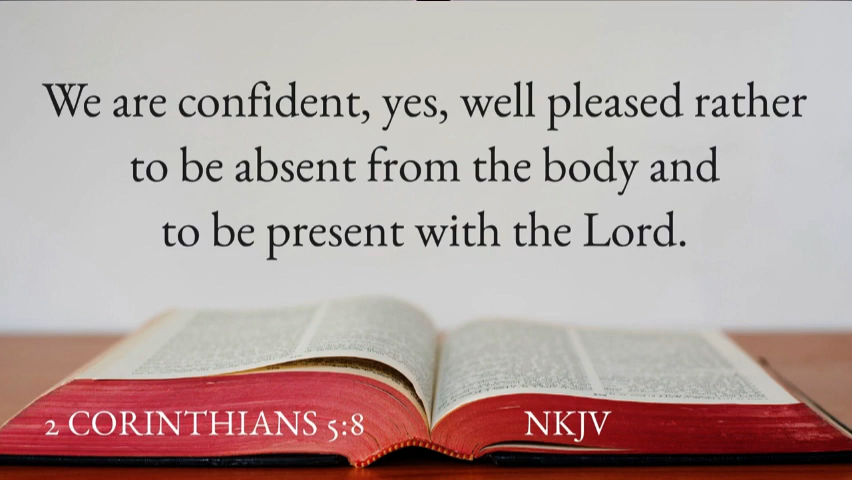 We are confident, yes, well pleased rather
to be absent from the body and
to be present with the Lord.
2 CORINTHIANS 5:8 NKJV